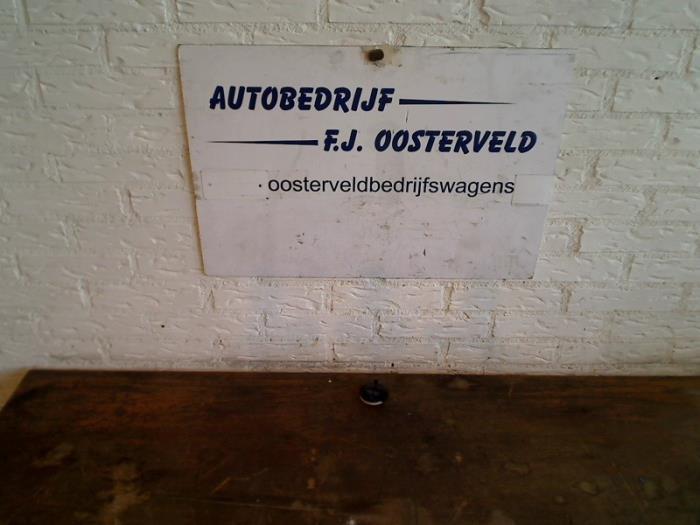 AUTOBEDRIJF
F.J. OOSTERVELD
· oosterveldbedrijfswagens